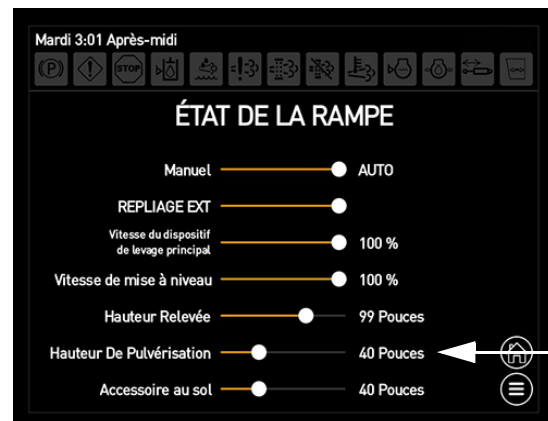 Mardi 3:01 Après-midi
STOP
ÉTAT DE LA RAMPE
Manuel AUTO
REPLIAGE EXT
Vitesse du dispositif
de levage principal 100 %
Vitesse de mise à niveau 100 %
Hauteur Relevée 99 Pouces
Hauteur De Pulvérisation 40 Pouces
Accessoire au sol 40 Pouces